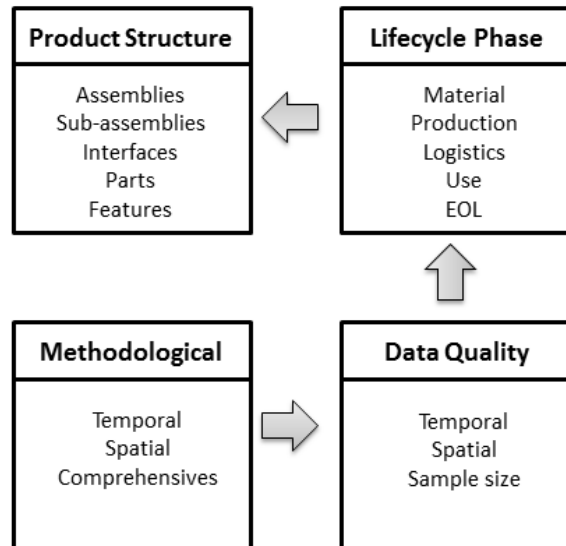 Product Structure
Assemblies
Sub-assemblies
Interfaces
Parts
Features
Lifecycle Phase
Material
Production
Logistics
Use
EOL
Methodological
Temporal
Spatial
Comprehensives
Data Quality
Temporal
Spatial
Sample size